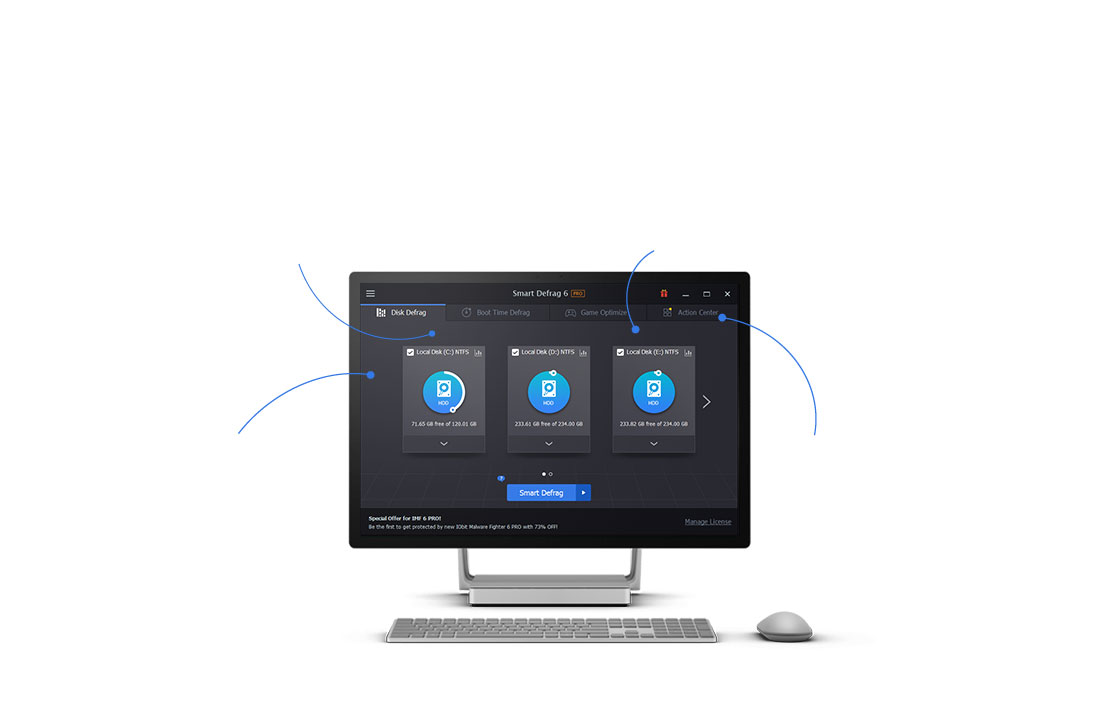 Smart Defrag 6 PRO
Disk Defrag
Boot Time Defrag
Game Optimize
Action Center
Local Disk (C:) NTFS
Local Disk (D:) NTFS
Local Disk (E:) NTFS
HDD
HDD
HDD
71.65 GB free of 120.01 GB
233.61 GB free of 234.00 GB
233.82 GB free of 234.00 GB
?
Smart Defrag
Special Offer for IMF 6 PRO!
Be the first to get protected by new IObit Malware Fighter 6 PRO with 73% OFF!
Manage License